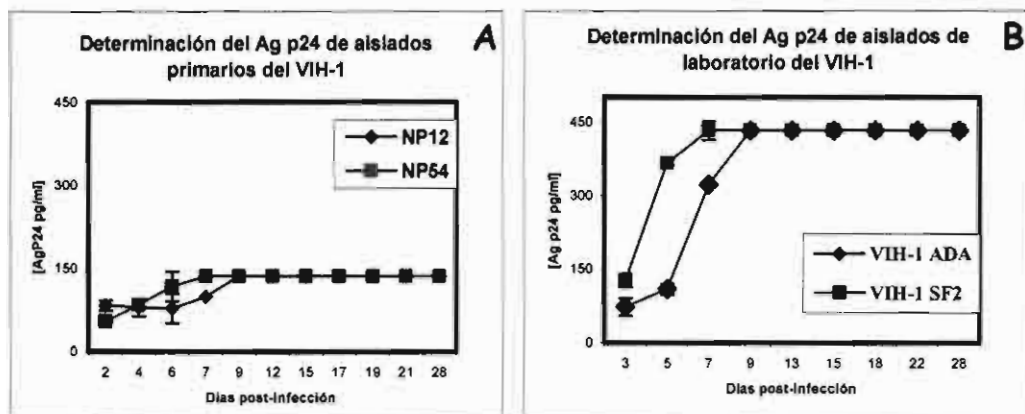 Determinación del Ag p24 de aislados
primarios del VIH-1
A
450
300
150
0
[AgP24 pg/ml]
NP12
NP54
2 4 6 7 9 12 15 17 19 21 28
Días post-infección
Determinación del Ag p24 de aislados de
laboratorio del VIH-1
B
450
300
150
0
[Ag p24 pg/ml]
VIH-1 ADA
VIH-1 SF2
3 5 7 9 13 15 18 22 28
Días post-infección